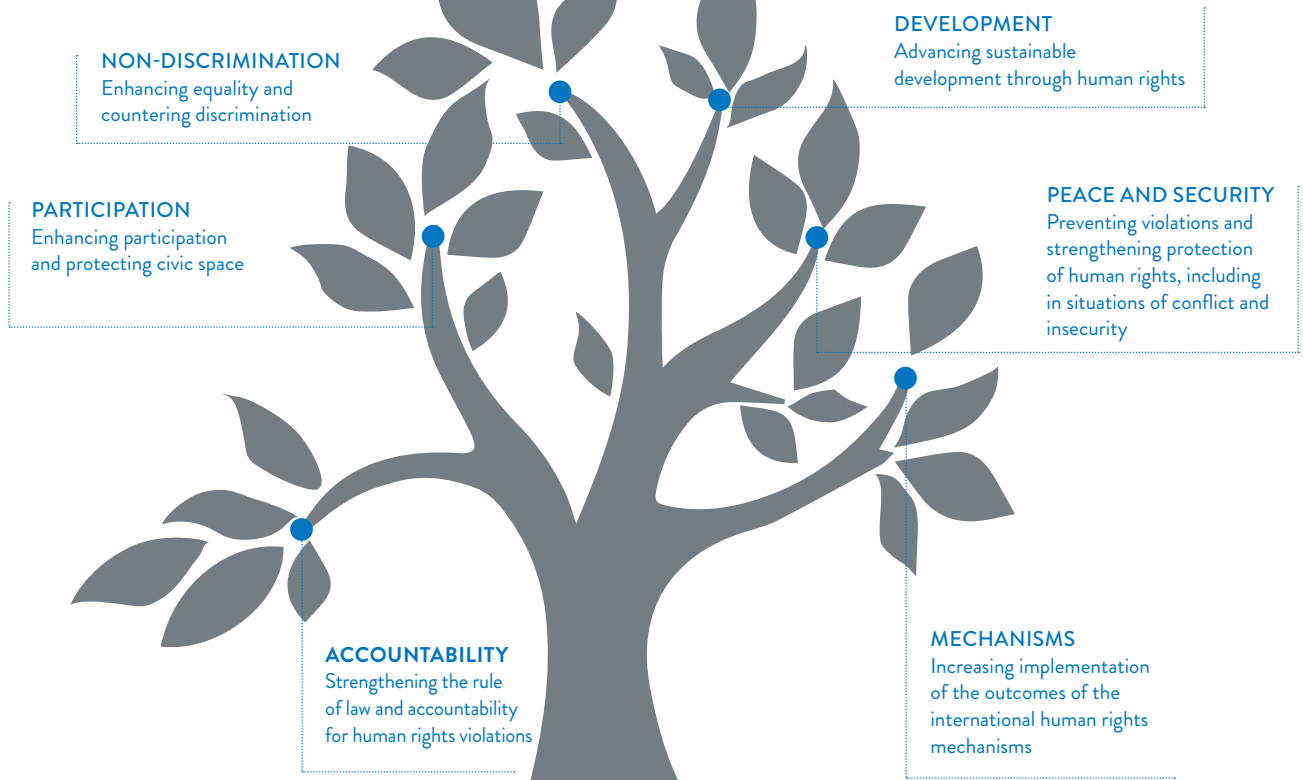 NON-DISCRIMINATION
Enhancing equality and
countering discrimination
DEVELOPMENT
Advancing sustainable
development through human rights
PARTICIPATION
Enhancing participation
and protecting civic space
PEACE AND SECURITY
Preventing violations and
strengthening protection
of human rights, including
in situations of conflict and
insecurity
ACCOUNTABILITY
Strengthening the rule
of law and accountability
for human rights violations
MECHANISMS
Increasing implementation
of the outcomes of the
international human rights
mechanisms